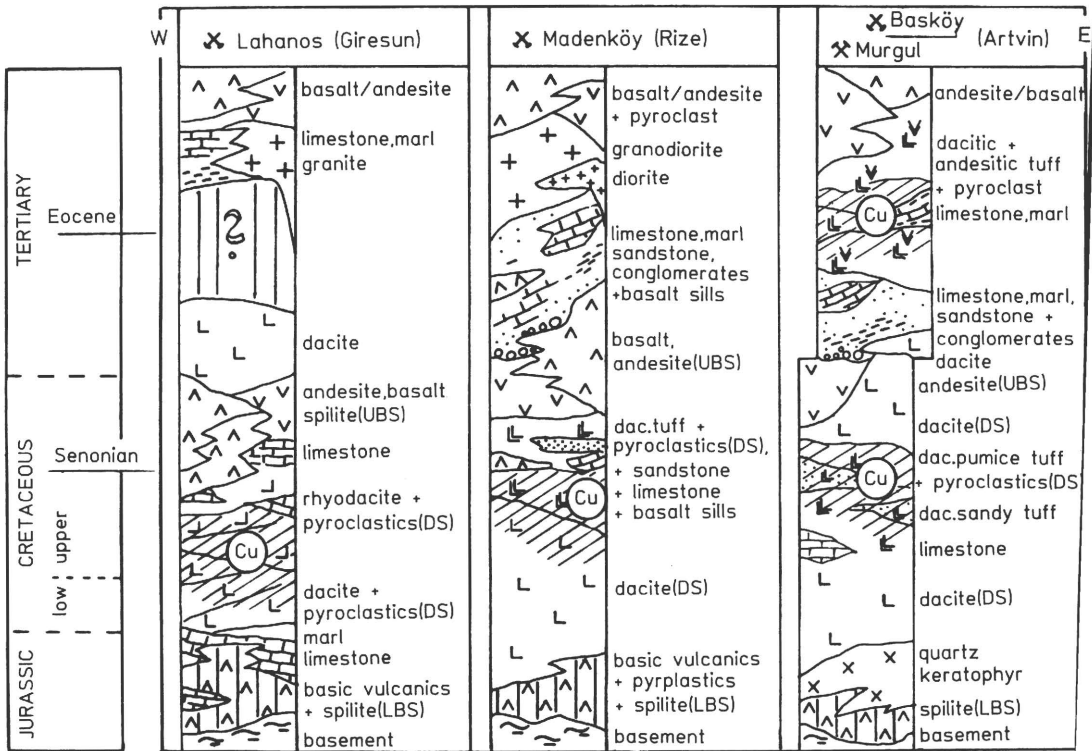 W
Lahanos (Giresun)
Madenköy (Rize)
Basköy (Artvin)
Murgul
E
TERTIARY
Eocene
CRETACEOUS
Senonian
upper
low
JURASSIC
basalt/andesite
limestone,marl
granite
?
dacite
andesite,basalt
spilite(UBS)
limestone
rhyodacite +
pyroclastics(DS)
Cu
dacite +
pyroclastics(DS)
marl
limestone
basic vulcanics
+ spilite(LBS)
basement
basalt/andesite
+ pyroclast
granodiorite
diorite
limestone,marl
sandstone,
conglomerates
+basalt sills
basalt,
andesite(UBS)
dac.tuff +
pyroclastics(DS),
+ sandstone
+ limestone
+ basalt sills
Cu
dacite(DS)
basic vulcanics
+ pyrplastics
+ spilite(LBS)
basement
andesite/basalt
dacitic +
andesitic tuff
+ pyroclast
limestone,marl
Cu
limestone,marl,
sandstone +
conglomerates
dacite
andesite(UBS)
dacite(DS)
dac.pumice tuff
+ pyroclastics(DS)
Cu
dac.sandy tuff
limestone
dacite(DS)
quartz
keratophyr
spilite(LBS)
basement